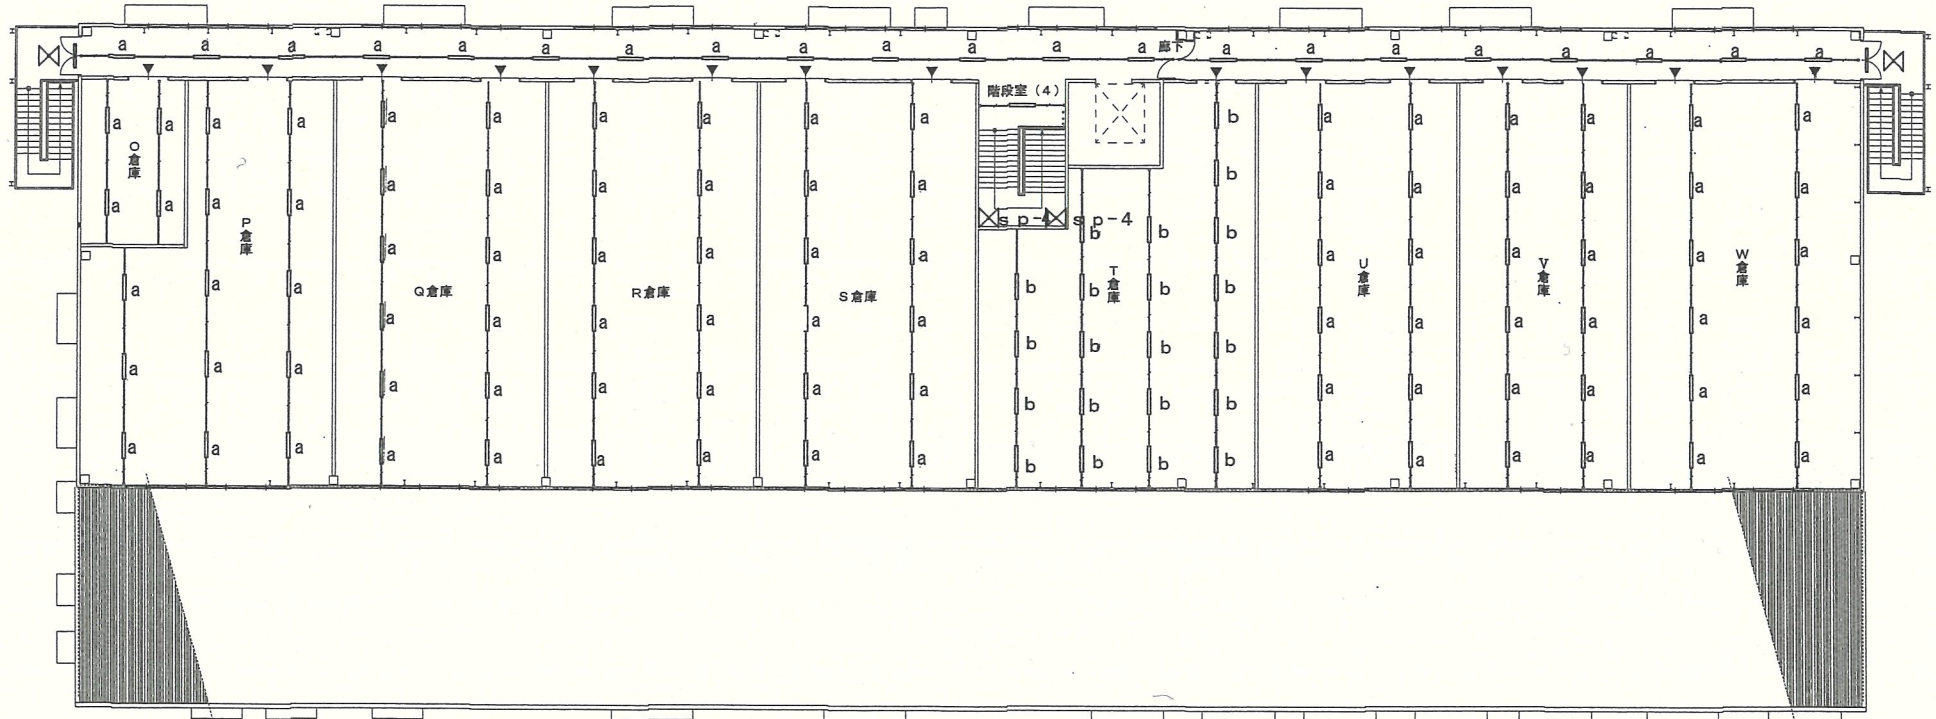 a a a a a a a a a a a a a 廊下 a a a a a a a a
階段室（4）
a a a a a a a a a a b a a a a a a
O倉庫
b
a a a a a a a a a a a a a a a a
sp-4 sp-4
P倉庫
b b b
a a a a a a a a a a a a
T倉庫
U倉庫
V倉庫
W倉庫
a a a
Q倉庫
R倉庫
S倉庫
b b b b
a a a a a a a a a a a a
b b b b
a a a
a a a a a a a a a a a a
b b b b
a a a
a a a a a a a a a a a a
b b b b